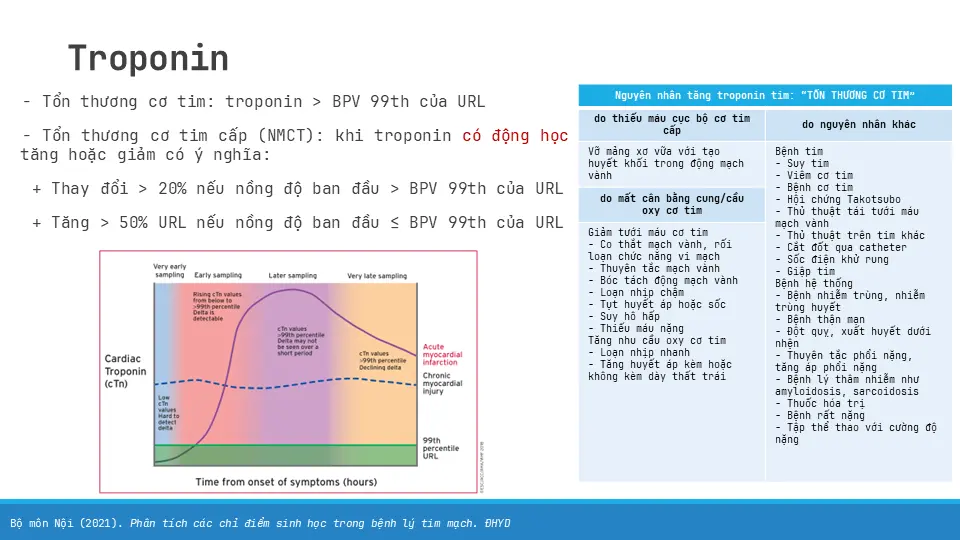 Troponin
- Tổn thương cơ tim: troponin > BPV 99th của URL
- Tổn thương cơ tim cấp (NMCT): khi troponin có động học
tăng hoặc giảm có ý nghĩa:
+ Thay đổi > 20% nếu nồng độ ban đầu > BPV 99th của URL
+ Tăng > 50% URL nếu nồng độ ban đầu ≤ BPV 99th của URL
Very early
sampling
Early sampling
Later sampling
Very late sampling
Rising cTn values
from below to
>99th percentile
Delta is
detectable
cTn values
>99th percentile
Delta may not
be seen over a
short period
cTn values
>99th percentile
Declining delta
Low
cTn
values
Hard to
detect
delta
Cardiac
Troponin
(cTn)
Acute
myocardial
infarction
Chronic
myocardial
injury
99th
percentile
URL
Time from onset of symptoms (hours)
©ESC/ACC/AHA/WHF 2018
Nguyên nhân tăng troponin tim: "TỔN THƯƠNG CƠ TIM"
do thiếu máu cục bộ cơ tim
cấp
Vỡ mảng xơ vữa với tạo
huyết khối trong động mạch
vành
do mất cân bằng cung/cầu
oxy cơ tim
Giảm tưới máu cơ tim
- Co thắt mạch vành, rối
loạn chức năng vi mạch
- Thuyên tắc mạch vành
- Bóc tách động mạch vành
- Loạn nhịp chậm
- Tụt huyết áp hoặc sốc
- Suy hô hấp
- Thiếu máu nặng
Tăng nhu cầu oxy cơ tim
- Loạn nhịp nhanh
- Tăng huyết áp kèm hoặc
không kèm dày thất trái
do nguyên nhân khác
Bệnh tim
- Suy tim
- Viêm cơ tim
- Bệnh cơ tim
- Hội chứng Takotsubo
- Thủ thuật tái tưới máu
mạch vành
- Thủ thuật trên tim khác
- Cắt đốt qua catheter
- Sốc điện khử rung
- Giập tim
Bệnh hệ thống
- Bệnh nhiễm trùng, nhiễm
trùng huyết
- Bệnh thận mạn
- Đột quỵ, xuất huyết dưới
nhện
- Thuyên tắc phổi nặng,
tăng áp phổi nặng
- Bệnh lý thâm nhiễm như
amyloidosis, sarcoidosis
- Thuốc hóa trị
- Bệnh rất nặng
- Tập thể thao với cường độ
nặng
Bộ môn Nội (2021). Phân tích các chỉ điểm sinh học trong bệnh lý tim mạch. ĐHYD